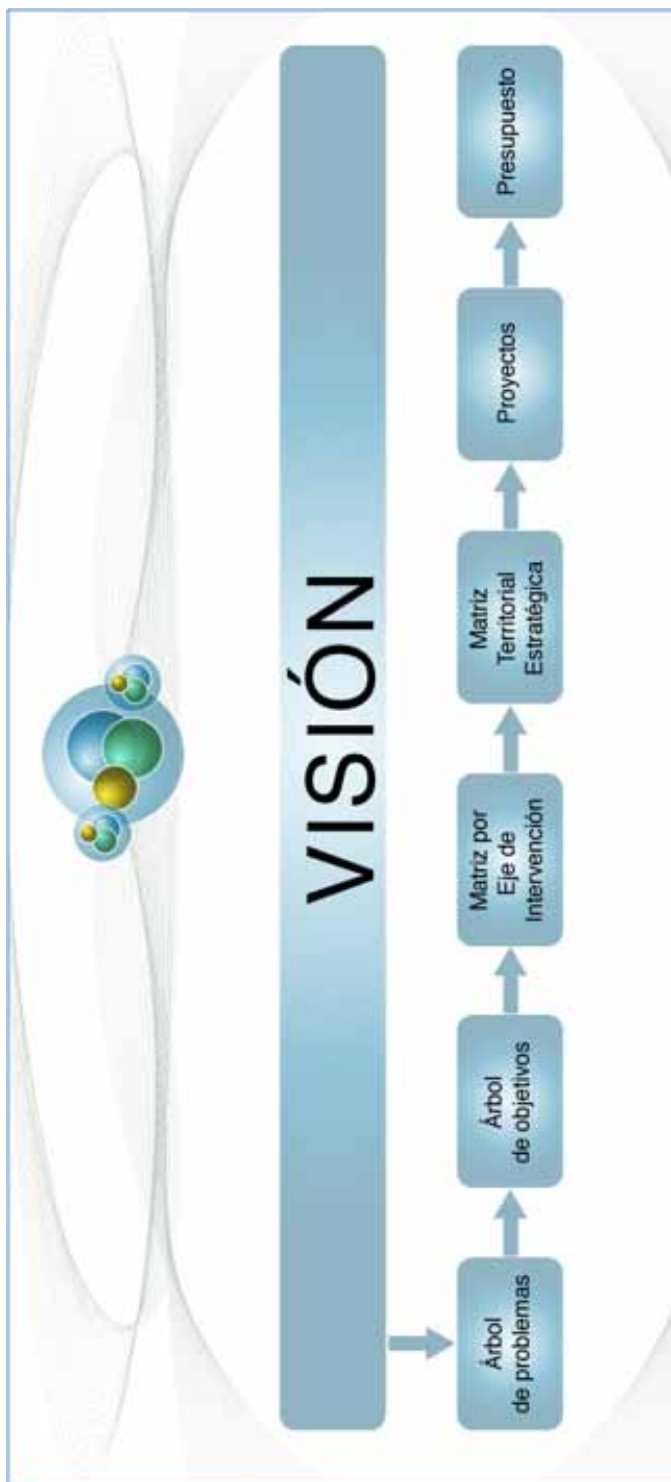 VISIÓN
Árbol
de problemas
Árbol
de objetivos
Matriz por
Eje de
Intervención
Matriz
Territorial
Estratégica
Proyectos
Presupuesto